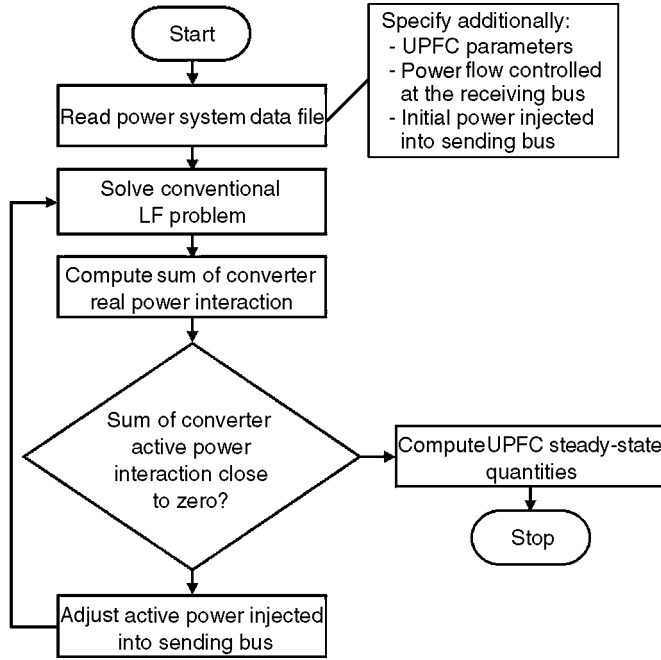 Start
Specify additionally:
- UPFC parameters
- Power flow controlled
at the receiving bus
- Initial power injected
into sending bus
Read power system data file
Solve conventional
LF problem
Compute sum of converter
real power interaction
Sum of converter
active power
interaction close
to zero?
Compute UPFC steady-state
quantities
Stop
Adjust active power injected
into sending bus